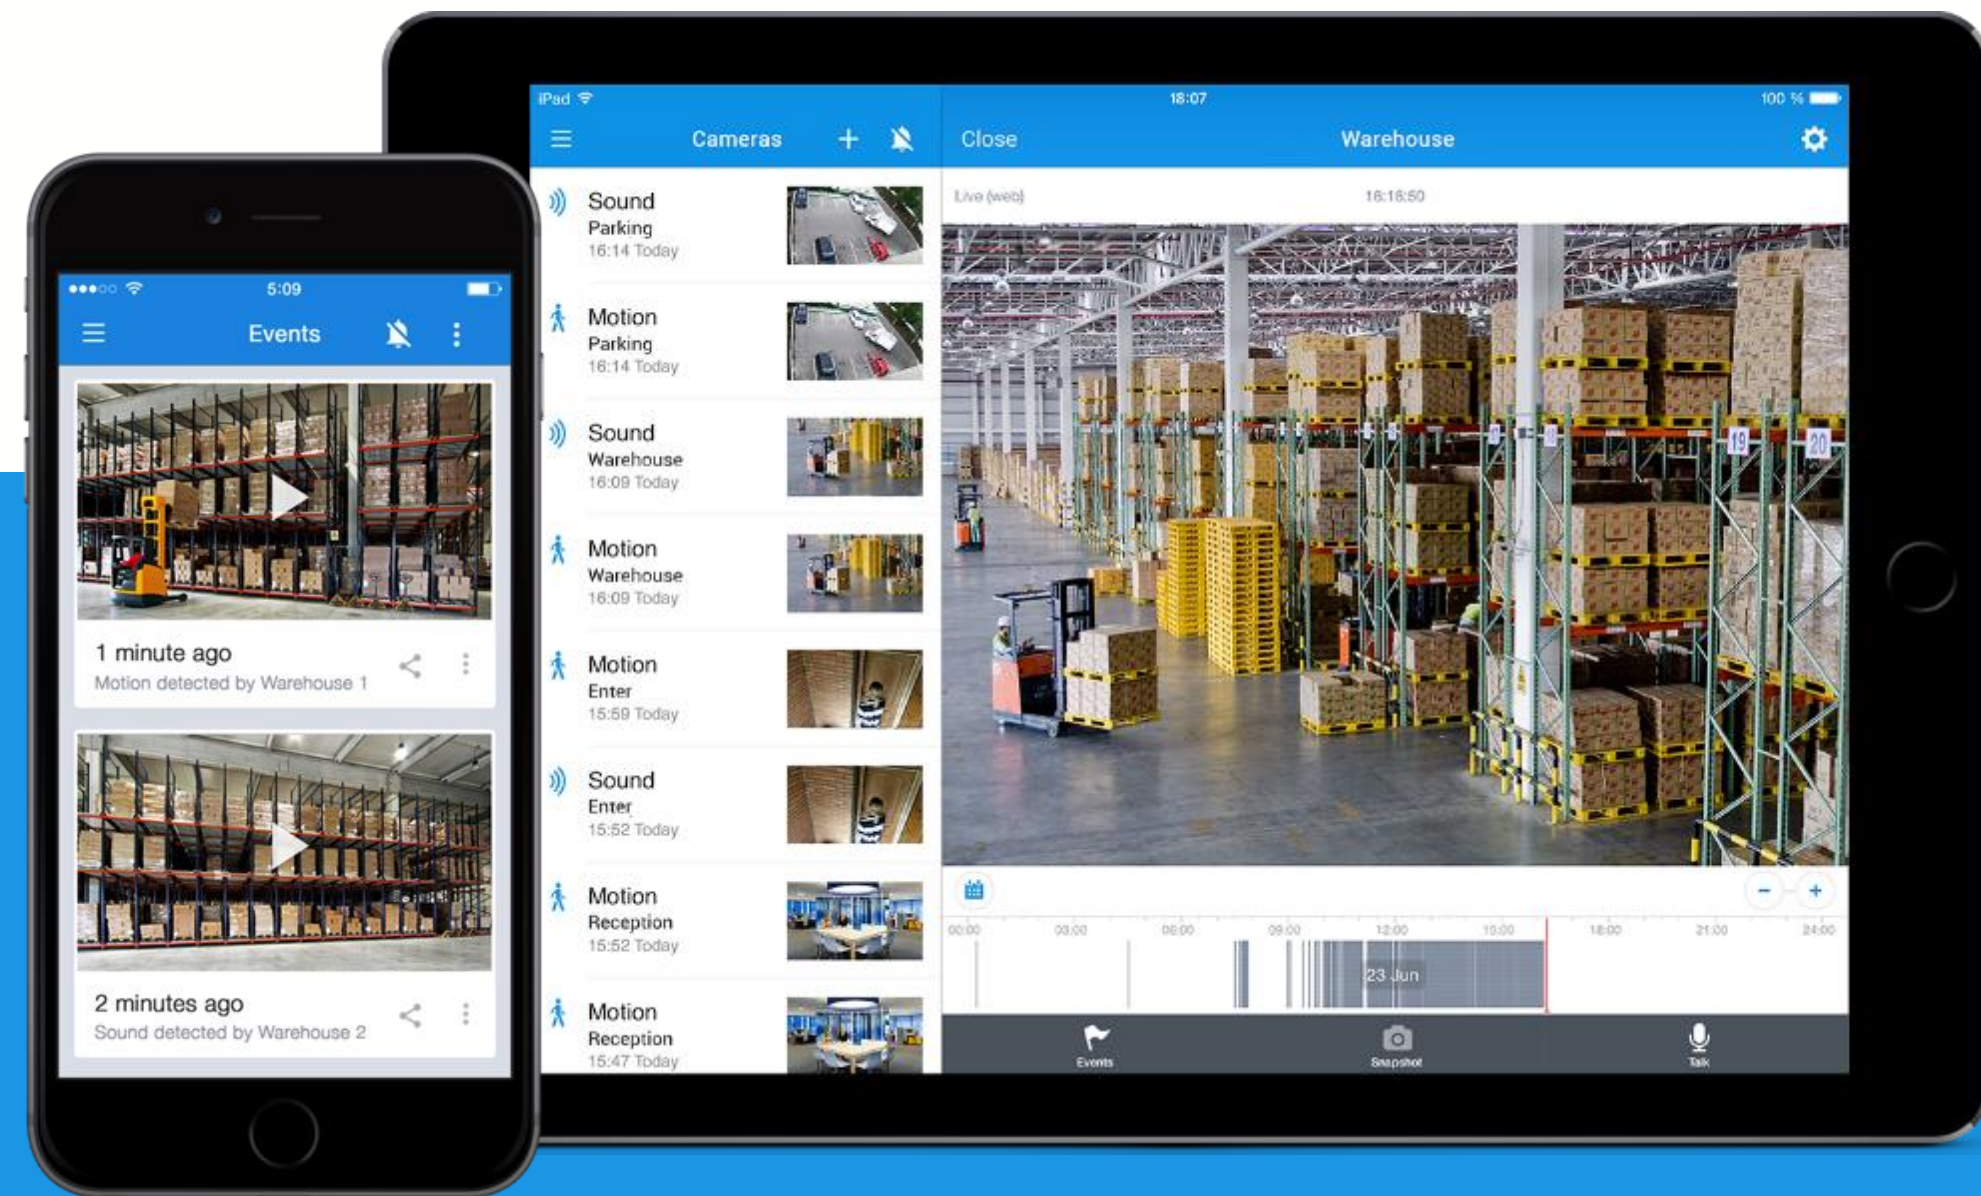 5:09
Events
1 minute ago
Motion detected by Warehouse 1
2 minutes ago
Sound detected by Warehouse 2
iPad
18:07
100 %
Cameras
Close
Warehouse
Sound
Parking
16:14 Today
Motion
Parking
16:14 Today
Sound
Warehouse
16:09 Today
Motion
Warehouse
16:09 Today
Motion
Enter
15:59 Today
Sound
Enter
15:52 Today
Motion
Reception
15:52 Today
Motion
Reception
15:47 Today
Live (web)
16:16:50
19
20
00:00 03:00 06:00 09:00 12:00 15:00 18:00 21:00 24:00
23 Jun
Events
Snapshot
Talk